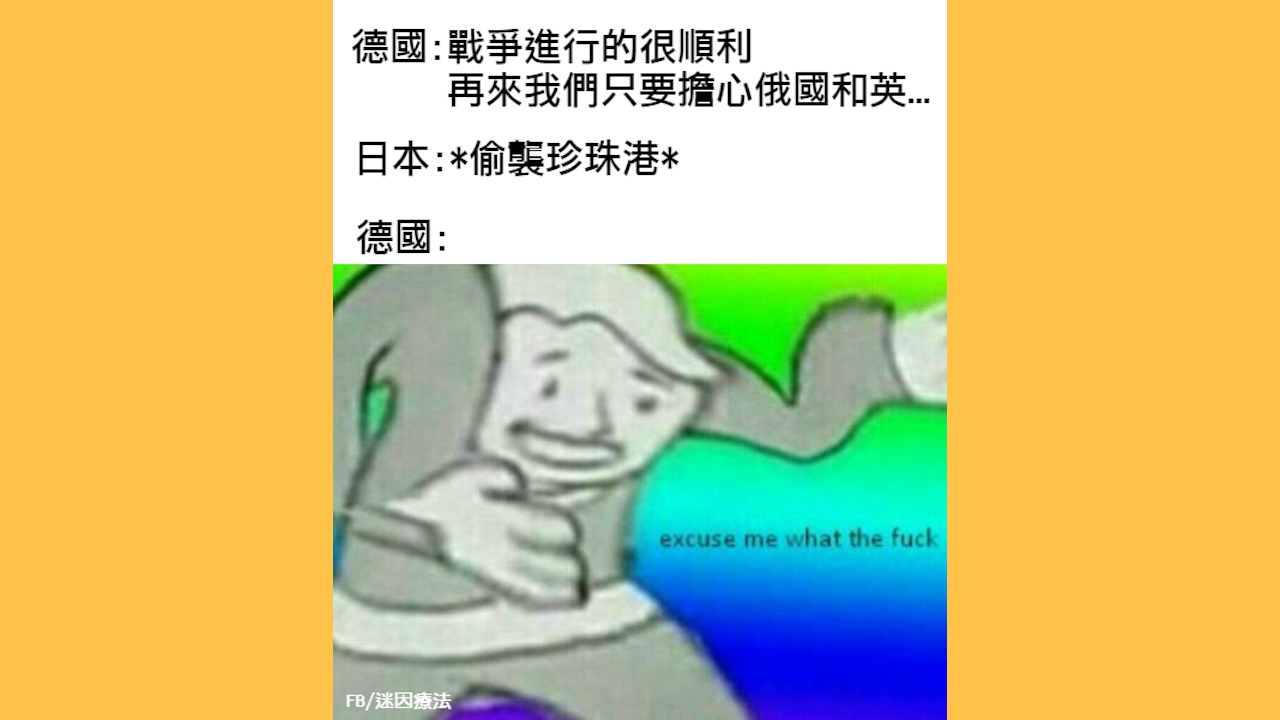 德國:戰爭進行的很順利
再來我們只要擔心俄國和英...
日本:*偷襲珍珠港*
德國:
excuse me what the fuck
FB/迷因療法